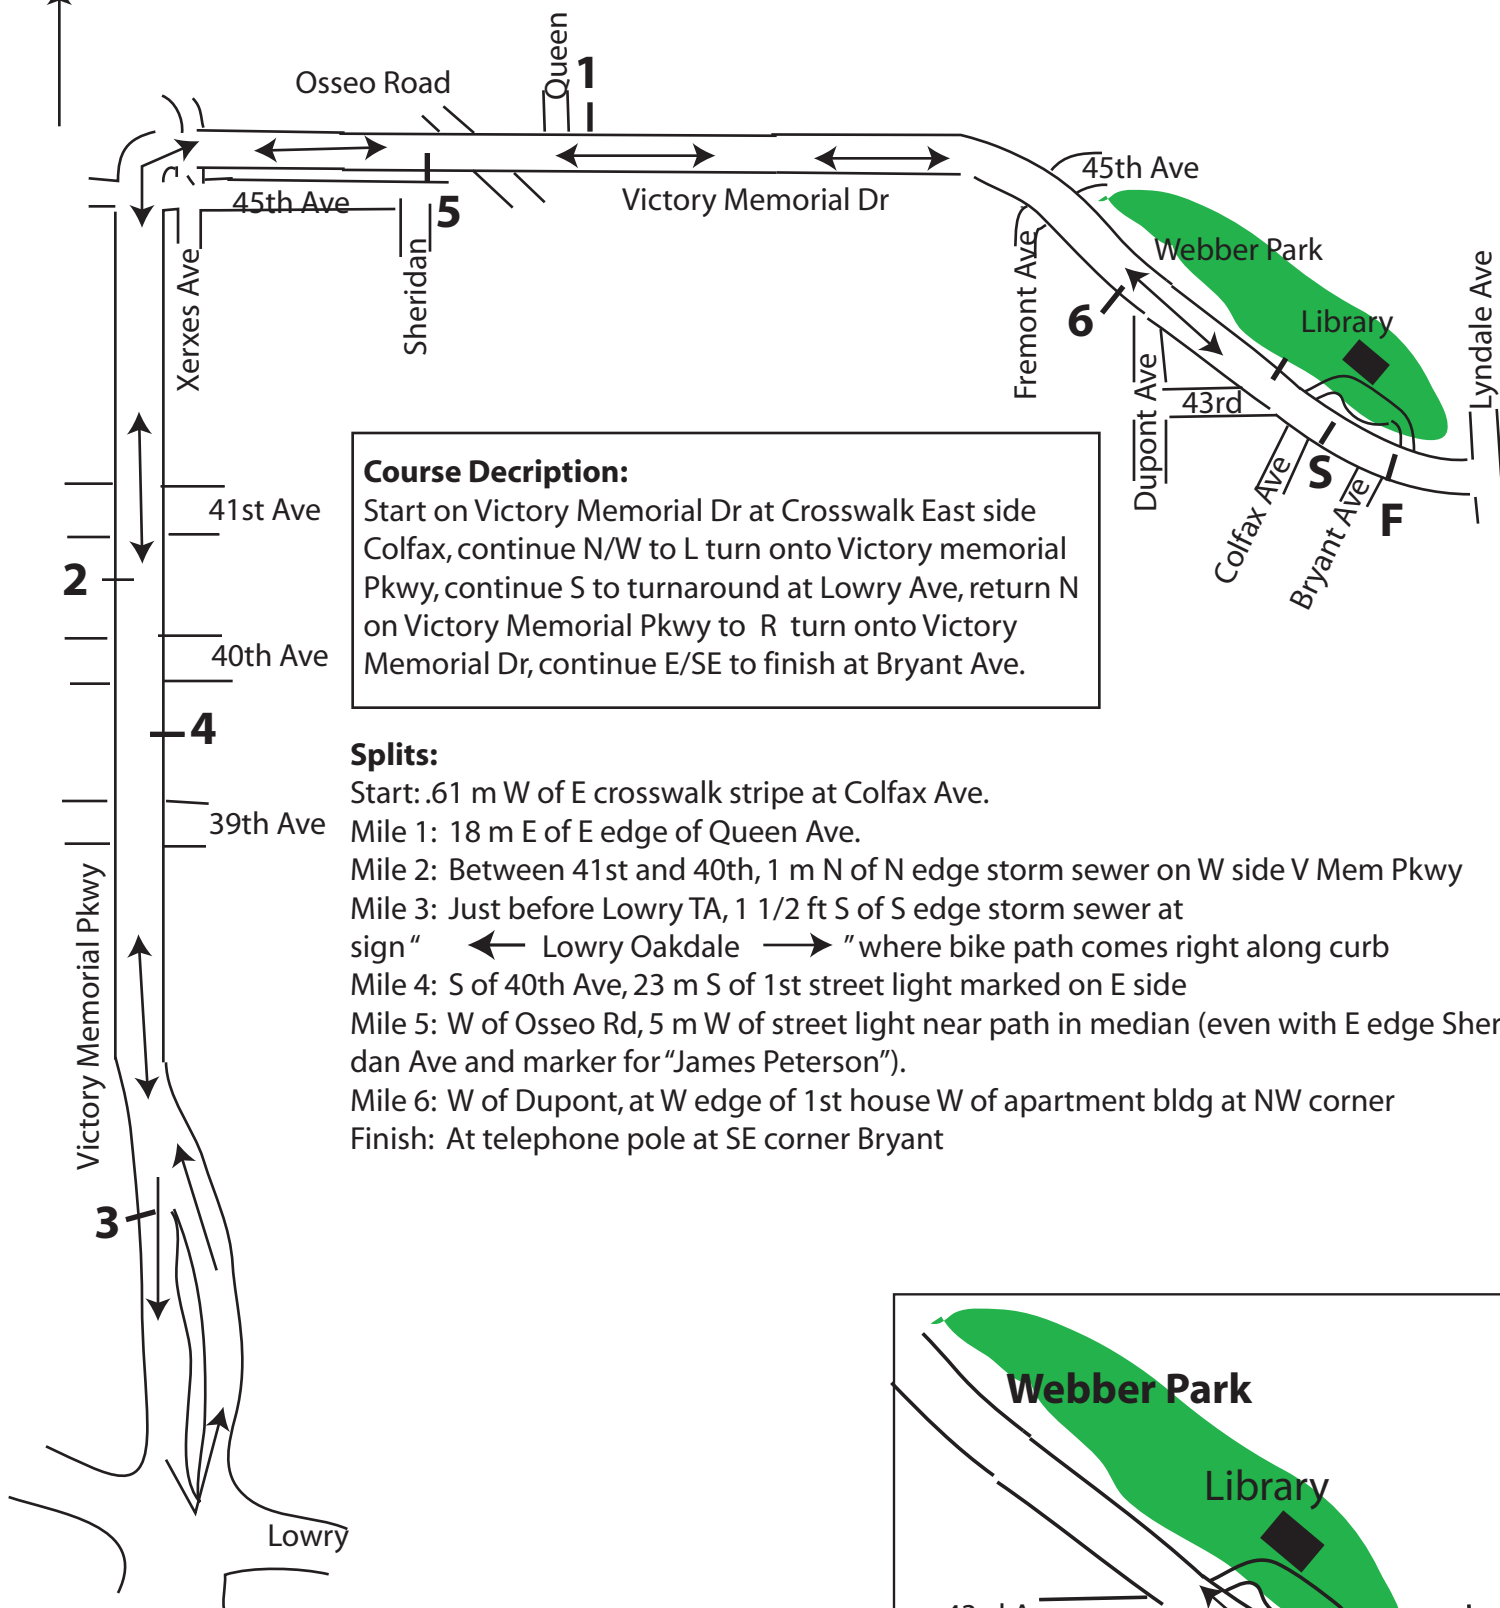 Osseo Road
Queen
1
45th Ave
5
Victory Memorial Dr
45th Ave
Webber Park
Library
Lyndale Ave
Xerxes Ave
Sheridan
Fremont Ave
6
Dupont Ave
43rd
Colfax Ave
S
Bryant Ave
F
41st Ave
2
40th Ave
4
39th Ave
Victory Memorial Pkwy
3
Lowry
Course Decription:
Start on Victory Memorial Dr at Crosswalk East side
Colfax, continue N/W to L turn onto Victory memorial
Pkwy, continue S to turnaround at Lowry Ave, return N
on Victory Memorial Pkwy to R turn onto Victory
Memorial Dr, continue E/SE to finish at Bryant Ave.
Splits:
Start: .61 m W of E crosswalk stripe at Colfax Ave.
Mile 1: 18 m E of E edge of Queen Ave.
Mile 2: Between 41st and 40th, 1 m N of N edge storm sewer on W side V Mem Pkwy
Mile 3: Just before Lowry TA, 1 1/2 ft S of S edge storm sewer at
sign “ ← Lowry Oakdale → ” where bike path comes right along curb
Mile 4: S of 40th Ave, 23 m S of 1st street light marked on E side
Mile 5: W of Osseo Rd, 5 m W of street light near path in median (even with E edge Sher
dan Ave and marker for “James Peterson”).
Mile 6: W of Dupont, at W edge of 1st house W of apartment bldg at NW corner
Finish: At telephone pole at SE corner Bryant
Webber Park
Library